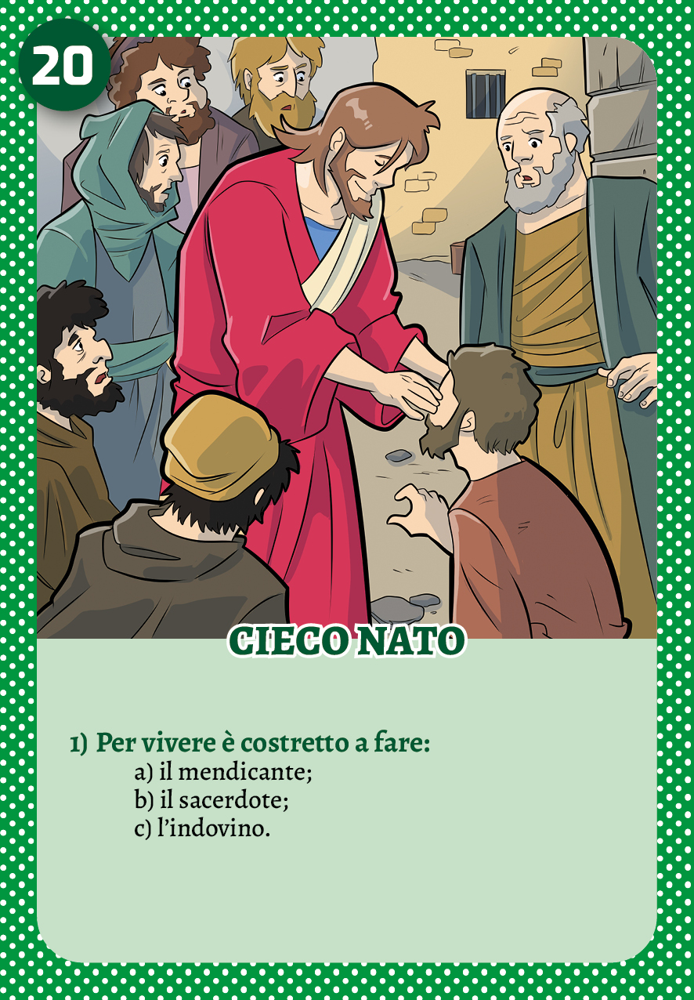 20
CIECO NATO
1) Per vivere è costretto a fare:
a) il mendicante;
b) il sacerdote;
c) l’indovino.